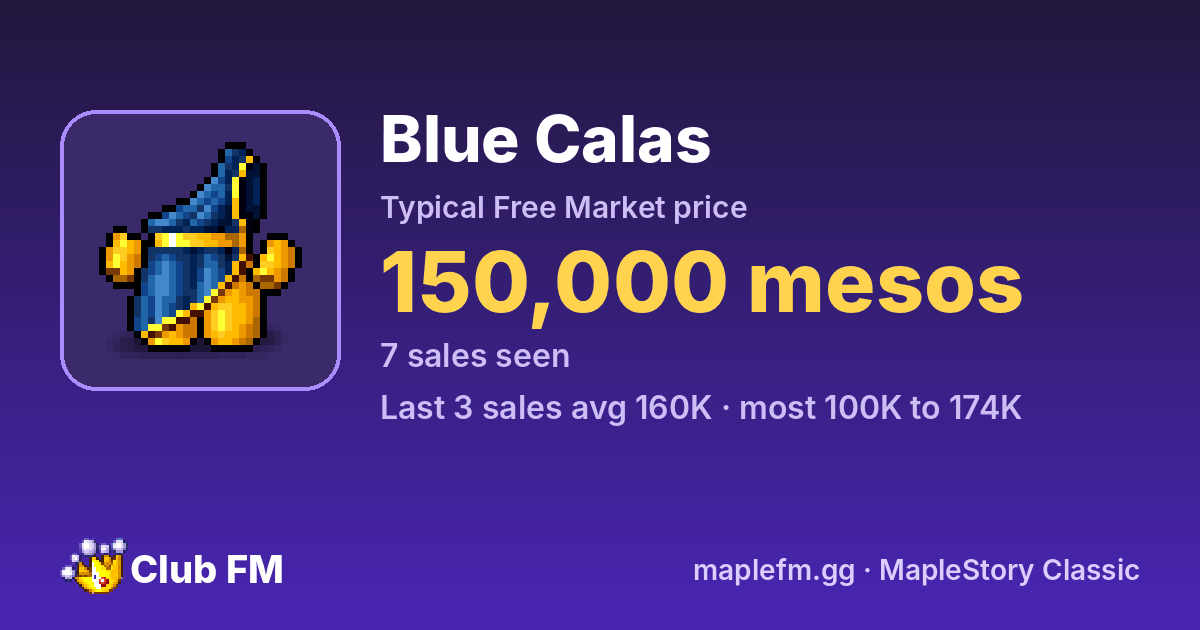 Blue Calas
Typical Free Market price
150,000 mesos
7 sales seen
Last 3 sales avg 160K · most 100K to 174K
Club FM
maplefm.gg · MapleStory Classic